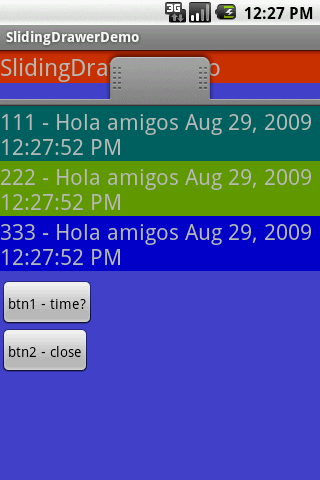 3G 12:27 PM
SlidingDrawerDemo
SlidingDra o
111 - Hola amigos Aug 29, 2009
12:27:52 PM
222 - Hola amigos Aug 29, 2009
12:27:52 PM
333 - Hola amigos Aug 29, 2009
12:27:52 PM
btn1 - time?
btn2 - close